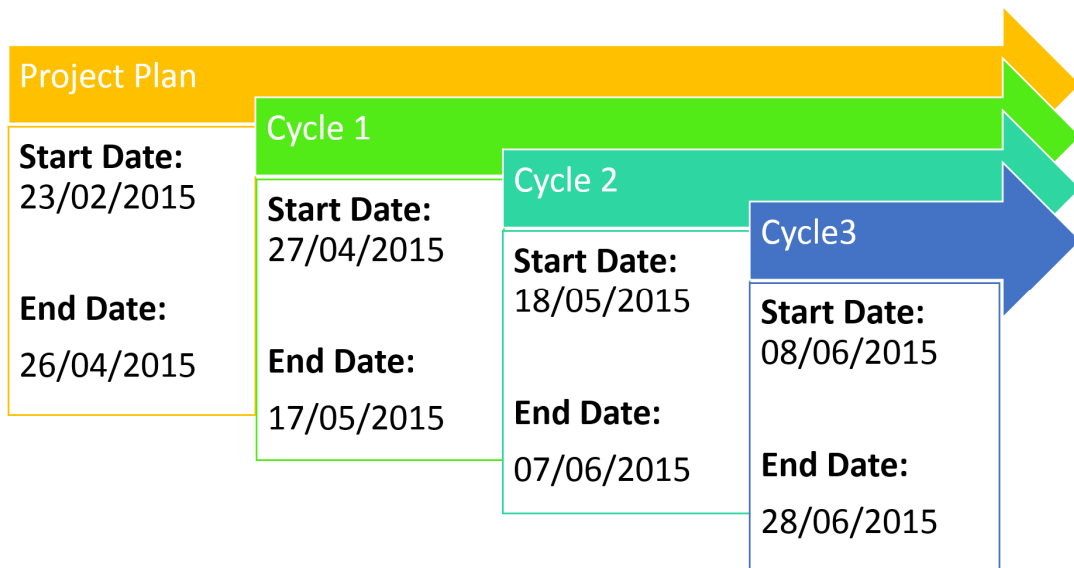 Project Plan
Start Date:
23/02/2015
End Date:
26/04/2015
Cycle 1
Start Date:
27/04/2015
End Date:
17/05/2015
Cycle 2
Start Date:
18/05/2015
End Date:
07/06/2015
Cycle3
Start Date:
08/06/2015
End Date:
28/06/2015